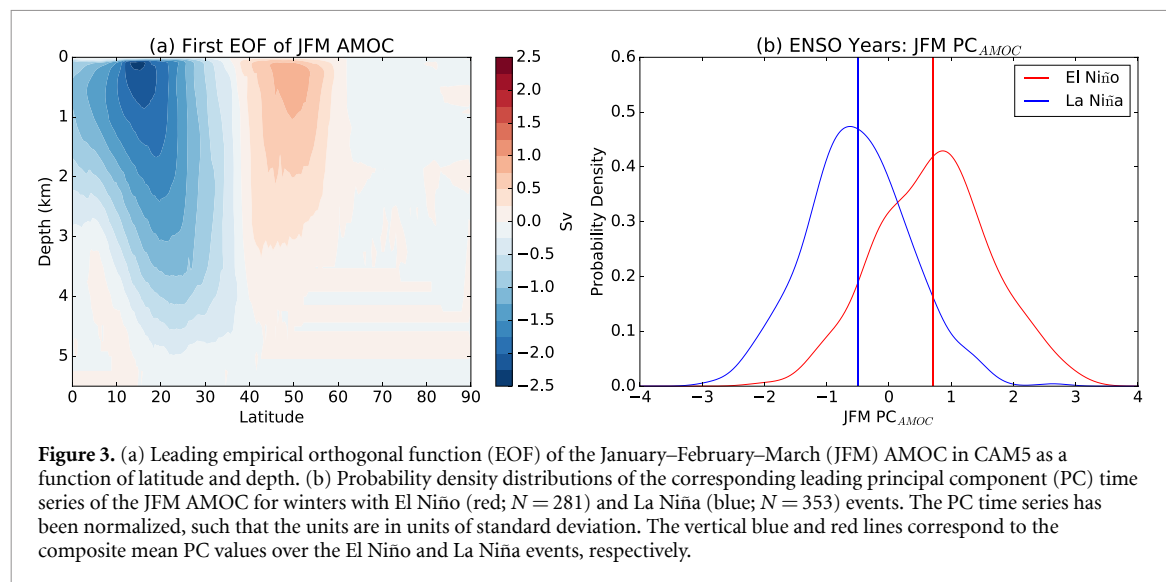 (a) First EOF of JFM AMOC
0
1
2
3
4
5
Depth (km)
0 10 20 30 40 50 60 70 80 90
Latitude
2.5
2.0
1.5
1.0
0.5
0.0
−0.5
−1.0
−1.5
−2.0
−2.5
Sv
(b) ENSO Years: JFM PC_AMOC
El Niño
La Niña
0.6
0.5
0.4
0.3
0.2
0.1
0.0
Probability Density
−4 −3 −2 −1 0 1 2 3 4
JFM PC_AMOC
Figure 3. (a) Leading empirical orthogonal function (EOF) of the January–February–March (JFM) AMOC in CAM5 as a
function of latitude and depth. (b) Probability density distributions of the corresponding leading principal component (PC) time
series of the JFM AMOC for winters with El Niño (red; N = 281) and La Niña (blue; N = 353) events. The PC time series has
been normalized, such that the units are in units of standard deviation. The vertical blue and red lines correspond to the
composite mean PC values over the El Niño and La Niña events, respectively.